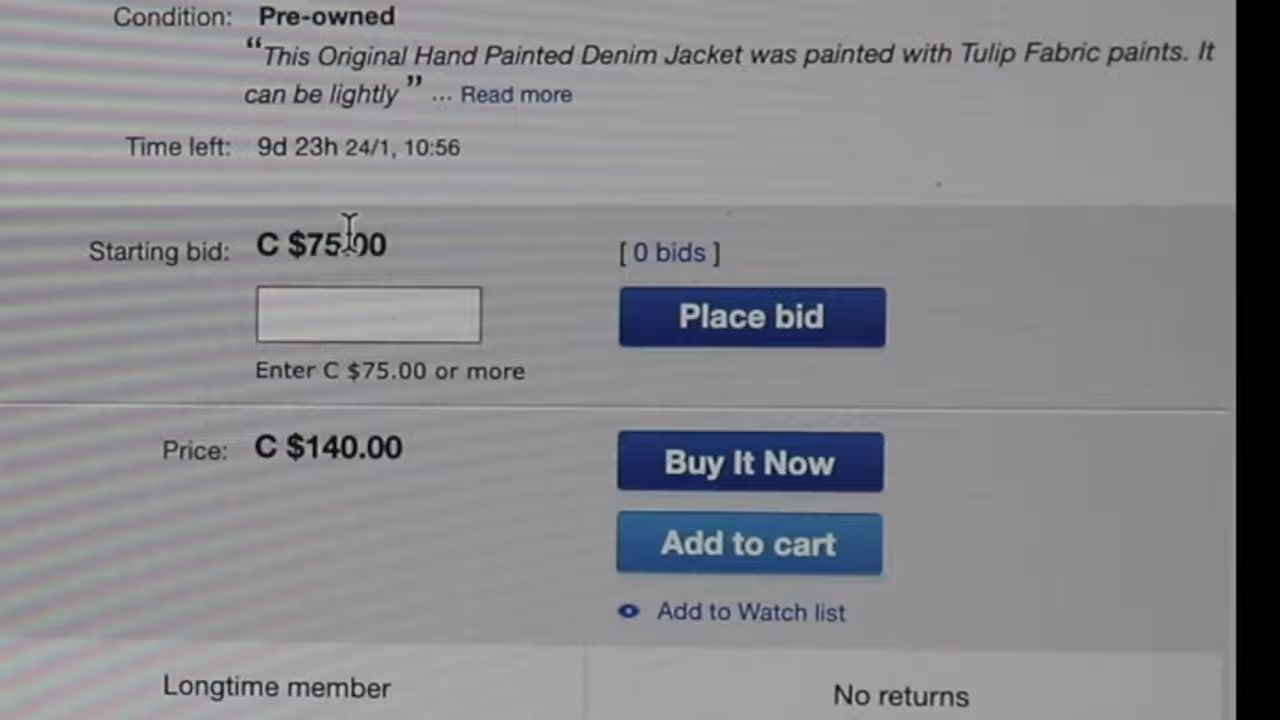 Condition: Pre-owned
“This Original Hand Painted Denim Jacket was painted with Tulip Fabric paints. It
can be lightly ” ... Read more
Time left: 9d 23h 24/1, 10:56
Starting bid: C $75.00 [ 0 bids ]
Place bid
Enter C $75.00 or more
Price: C $140.00 Buy It Now
Add to cart
Add to Watch list
Longtime member No returns